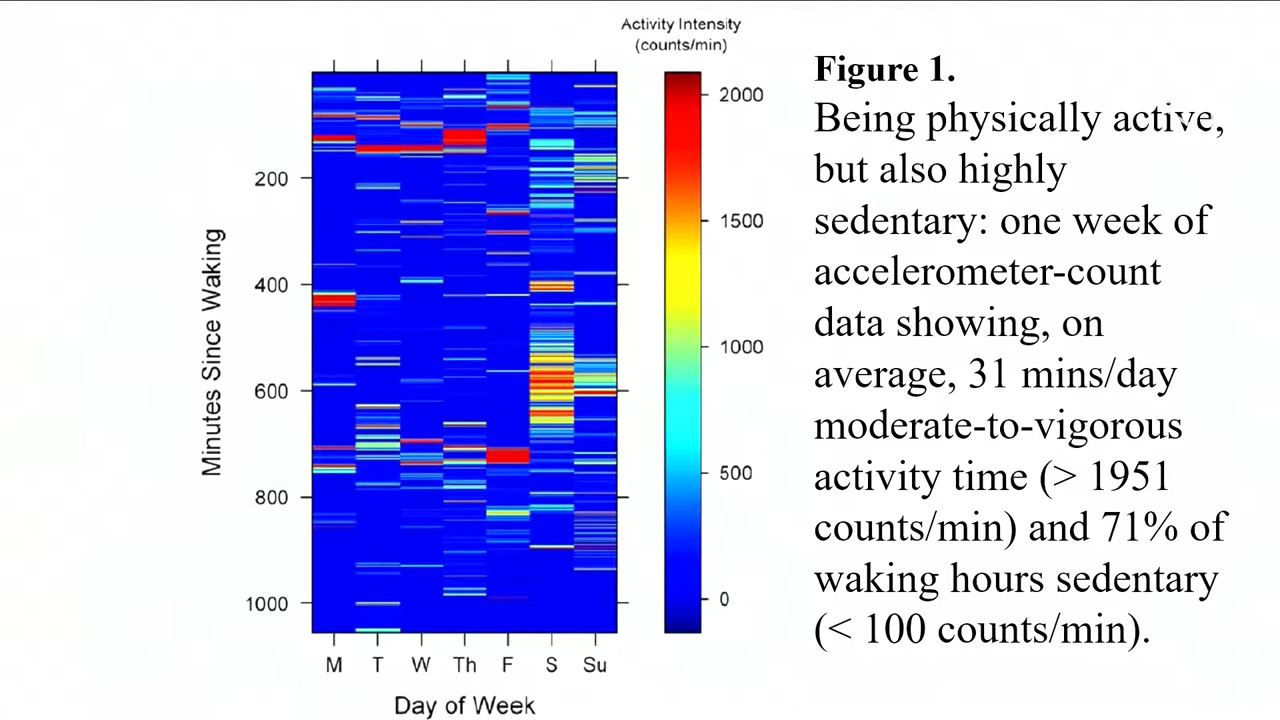 Activity Intensity
(counts/min)
2000
1500
1000
500
0
Minutes Since Waking
200
400
600
800
1000
M T W Th F S Su
Day of Week
Figure 1.
Being physically active,
but also highly
sedentary: one week of
accelerometer-count
data showing, on
average, 31 mins/day
moderate-to-vigorous
activity time (> 1951
counts/min) and 71% of
waking hours sedentary
(< 100 counts/min).